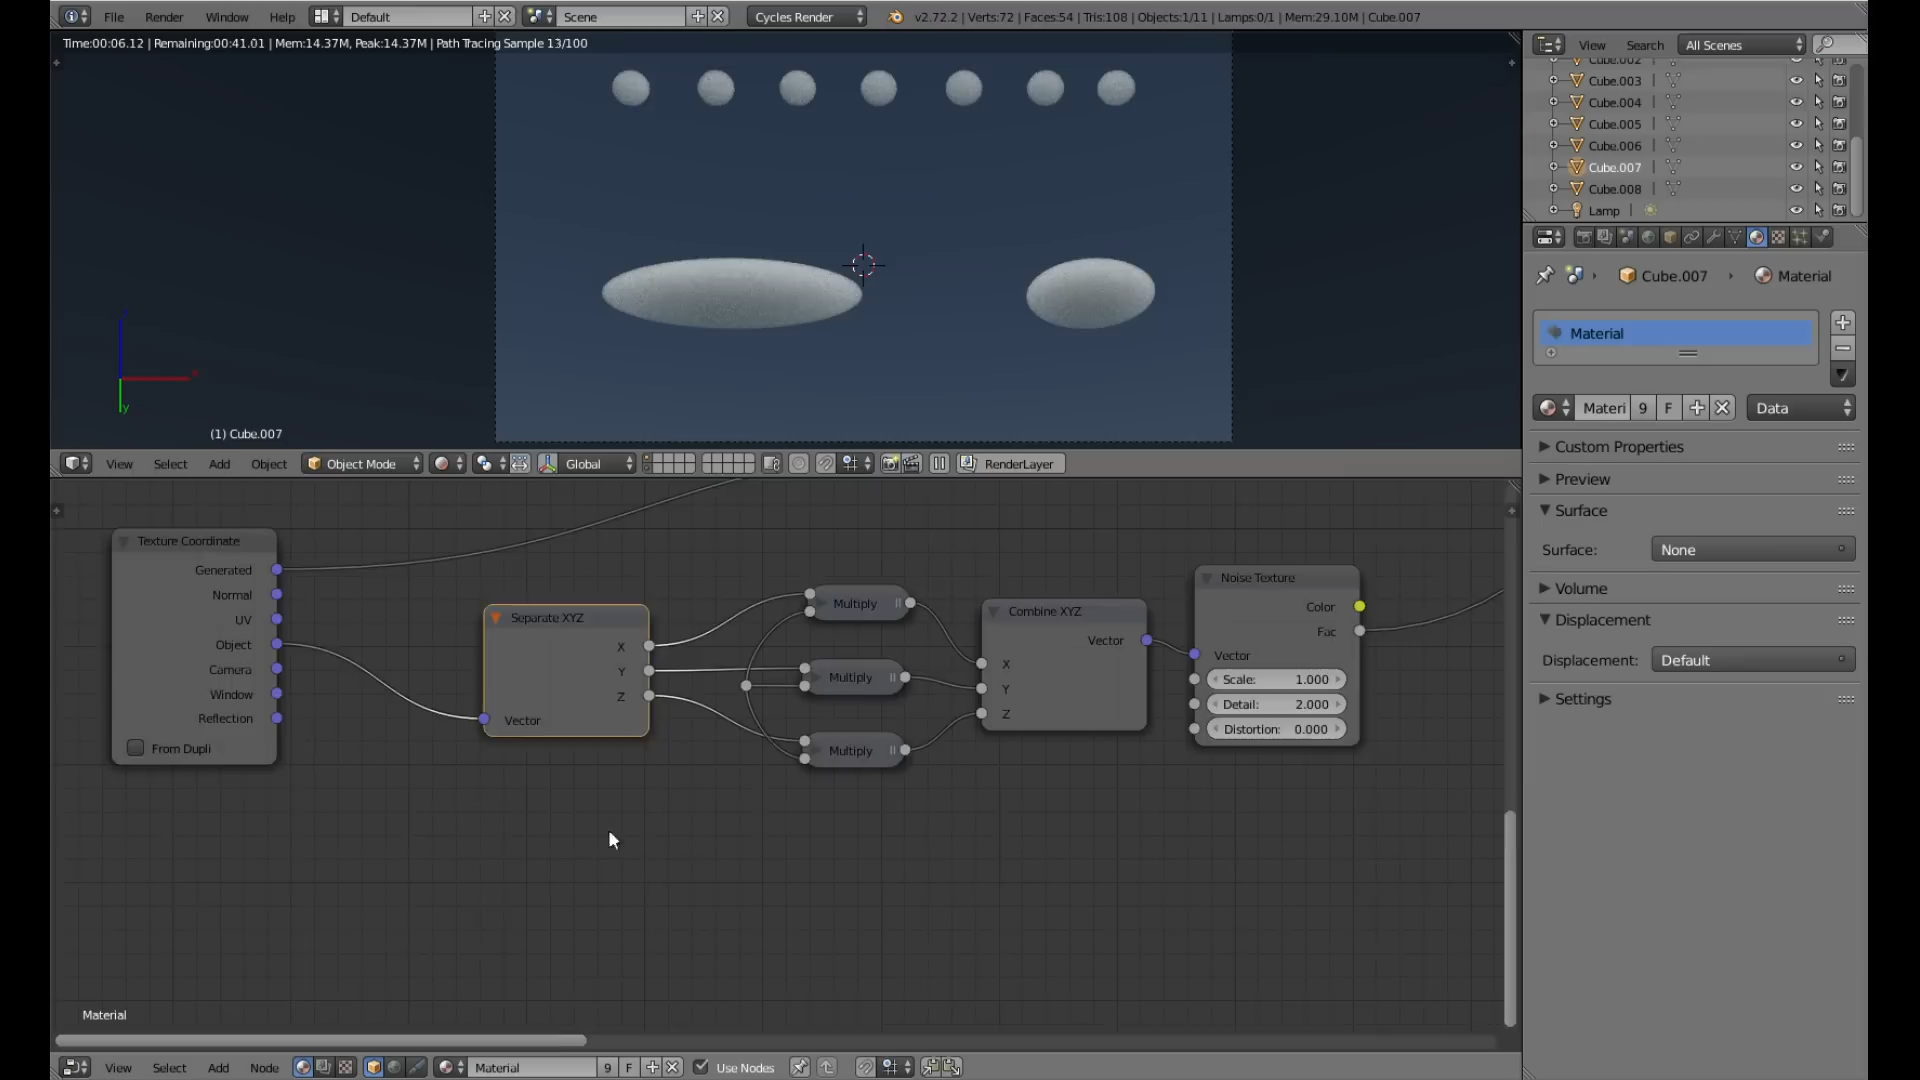 File Render Window Help Default Scene Cycles Render v2.72.2 | Verts:72 | Faces:54 | Tris:108 | Objects:1/11 | Lamps:0/1 | Mem:29.10M | Cube.007
Time:00:06.12 | Remaining:00:41.01 | Mem:14.37M, Peak:14.37M | Path Tracing Sample 13/100
y
(1) Cube.007
View Select Add Object Object Mode Global RenderLayer
Texture Coordinate
Generated
Normal
UV
Object
Camera
Window
Reflection
From Dupli
Separate XYZ
X
Y
Z
Vector
Multiply
Multiply
Multiply
Combine XYZ
Vector
X
Y
Z
Noise Texture
Color
Fac
Vector
Scale: 1.000
Detail: 2.000
Distortion: 0.000
Material
View Select Add Node Material 9 F Use Nodes
View Search All Scenes
Cube.002
Cube.003
Cube.004
Cube.005
Cube.006
Cube.007
Cube.008
Lamp
Cube.007 Material
Material
Materi 9 F Data
Custom Properties
Preview
Surface
Surface: None
Volume
Displacement
Displacement: Default
Settings